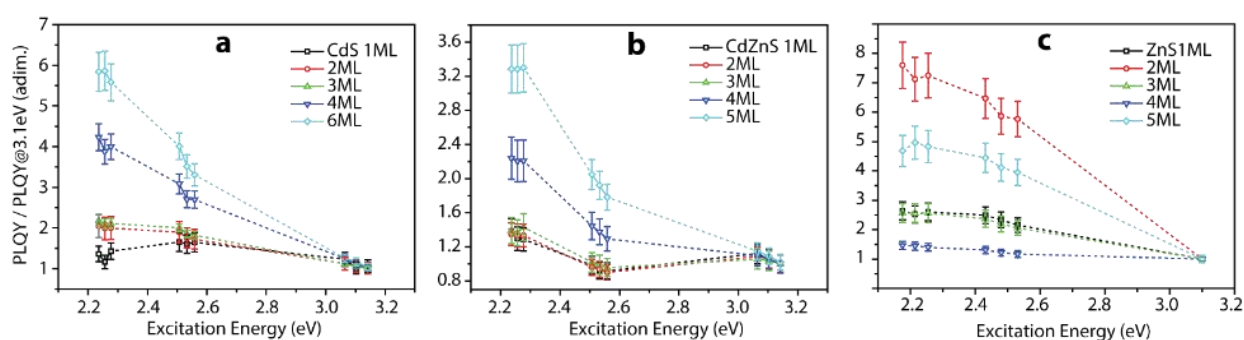 PLQY / PLQY@3.1eV (adim.)
7
6
5
4
3
2
1
a
CdS 1ML
2ML
3ML
4ML
6ML
2.2 2.4 2.6 2.8 3.0 3.2
Excitation Energy (eV)
3.6
3.2
2.8
2.4
2.0
1.6
1.2
0.8
b
CdZnS 1ML
2ML
3ML
4ML
5ML
2.2 2.4 2.6 2.8 3.0 3.2
Excitation Energy (eV)
8
7
6
5
4
3
2
1
c
ZnS1ML
2ML
3ML
4ML
5ML
2.2 2.4 2.6 2.8 3.0 3.2
Excitation Energy (eV)